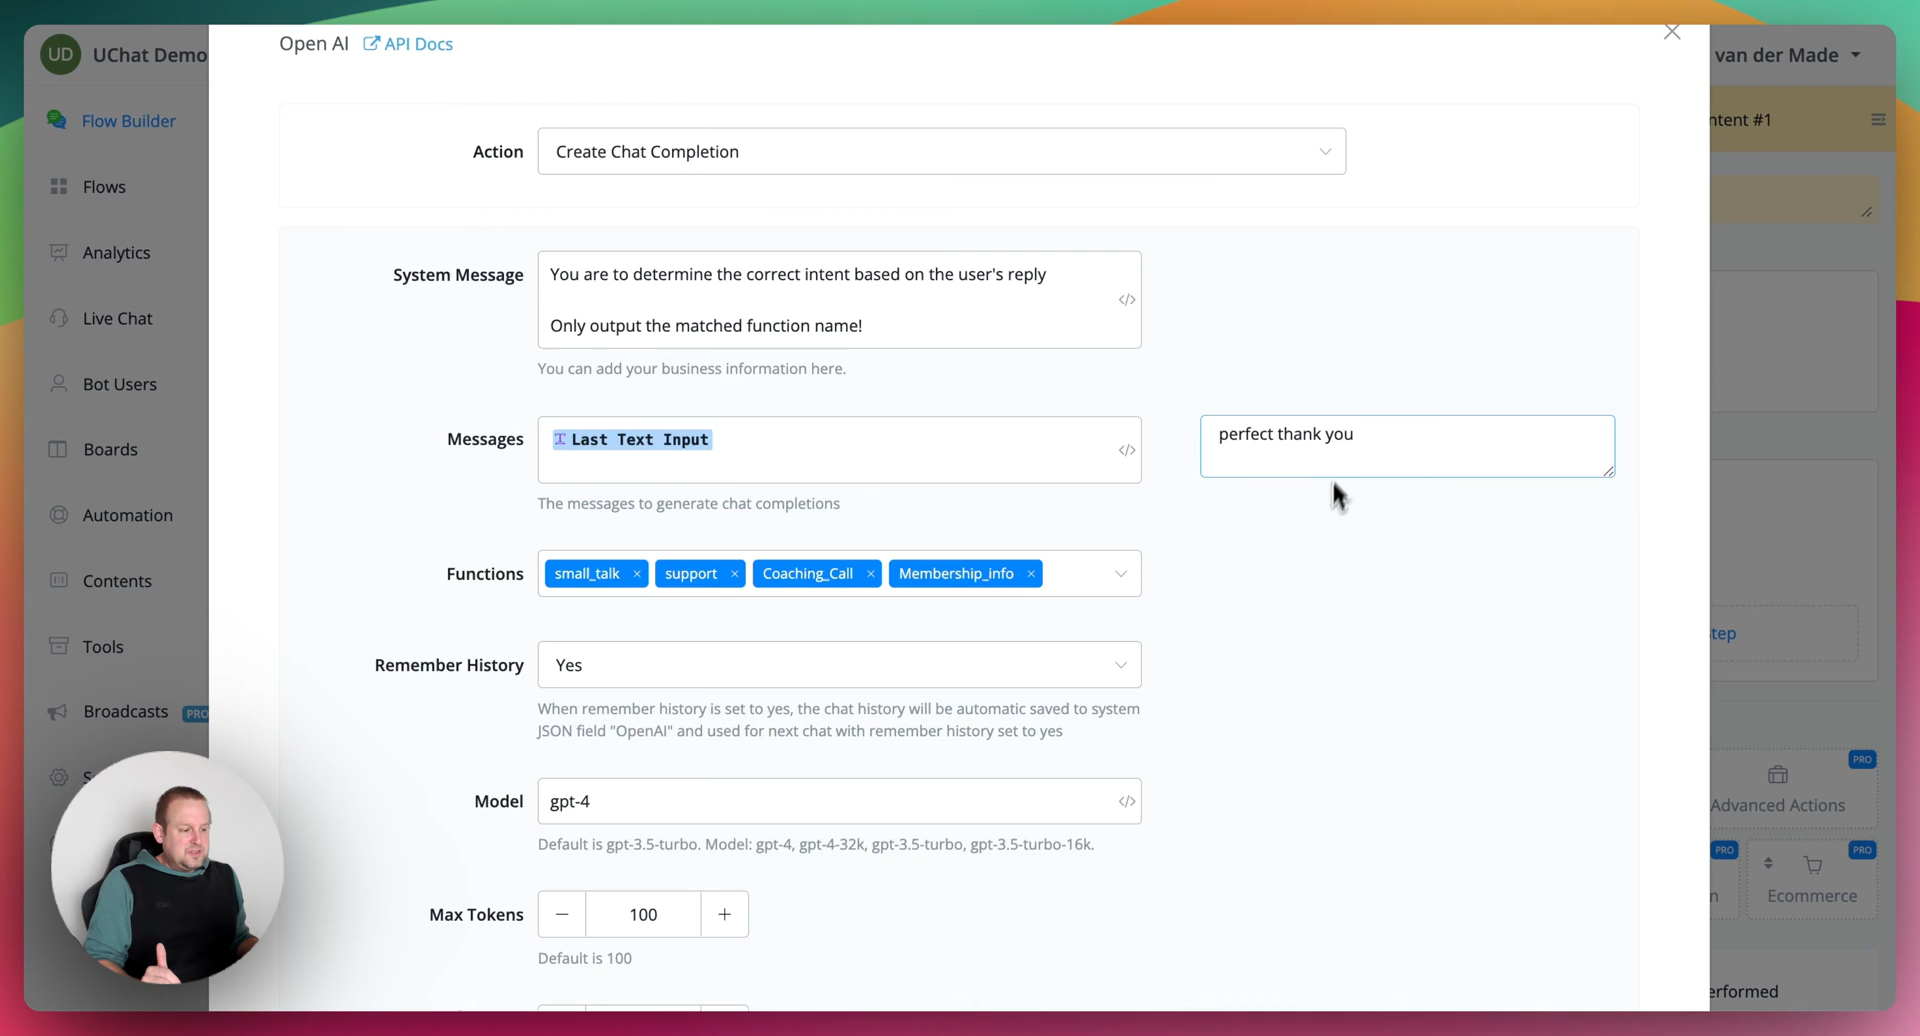 Open AI API Docs
UD UChat Demo
van der Made
Flow Builder
Flows
Analytics
Live Chat
Bot Users
Boards
Automation
Contents
Tools
Broadcasts PRO
S
Action
Create Chat Completion
System Message
You are to determine the correct intent based on the user's reply
Only output the matched function name!
You can add your business information here.
Messages
Last Text Input
perfect thank you
The messages to generate chat completions
Functions
small_talk × support × Coaching_Call × Membership_info ×
Remember History
Yes
When remember history is set to yes, the chat history will be automatic saved to system
JSON field "OpenAI" and used for next chat with remember history set to yes
Model
gpt-4
Default is gpt-3.5-turbo. Model: gpt-4, gpt-4-32k, gpt-3.5-turbo, gpt-3.5-turbo-16k.
Max Tokens
100
Default is 100
ntent #1
Step
PRO
Advanced Actions
PRO
PRO
n
Ecommerce
erformed